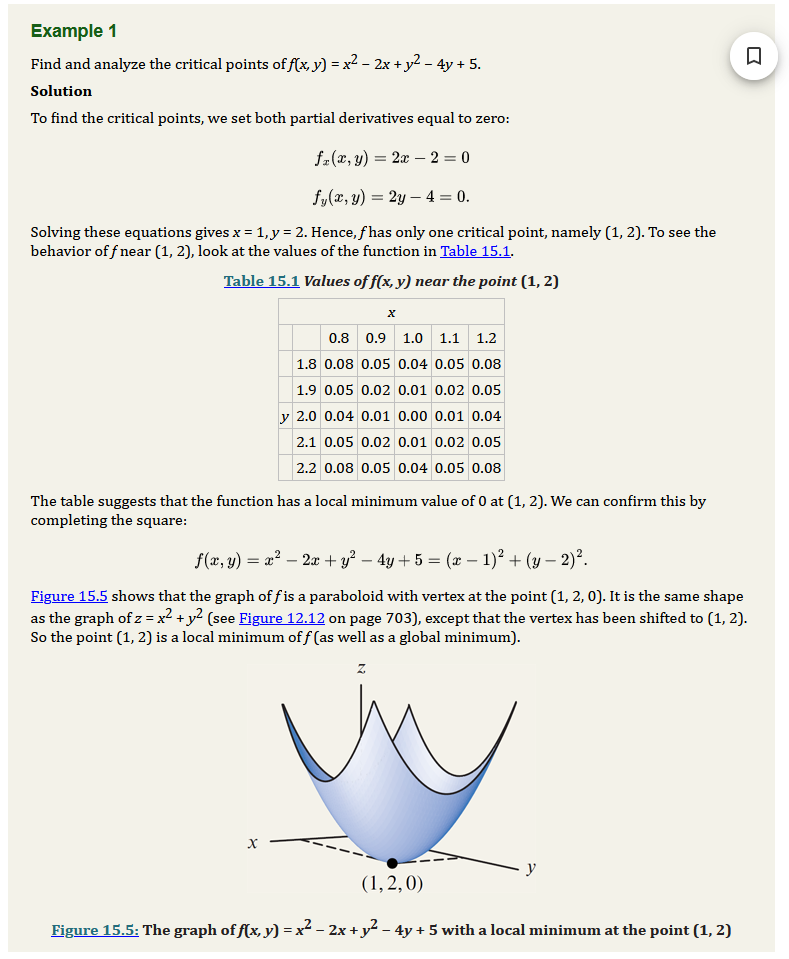 Example 1
Find and analyze the critical points of f(x, y) = x² − 2x + y² − 4y + 5.
Solution
To find the critical points, we set both partial derivatives equal to zero:
fₓ(x, y) = 2x − 2 = 0
f_y(x, y) = 2y − 4 = 0.
Solving these equations gives x = 1, y = 2. Hence, f has only one critical point, namely (1, 2). To see the
behavior of f near (1, 2), look at the values of the function in Table 15.1.
Table 15.1 Values of f(x, y) near the point (1, 2)
x
0.8 0.9 1.0 1.1 1.2
1.8 0.08 0.05 0.04 0.05 0.08
1.9 0.05 0.02 0.01 0.02 0.05
y 2.0 0.04 0.01 0.00 0.01 0.04
2.1 0.05 0.02 0.01 0.02 0.05
2.2 0.08 0.05 0.04 0.05 0.08
The table suggests that the function has a local minimum value of 0 at (1, 2). We can confirm this by
completing the square:
f(x, y) = x² − 2x + y² − 4y + 5 = (x − 1)² + (y − 2)².
Figure 15.5 shows that the graph of f is a paraboloid with vertex at the point (1, 2, 0). It is the same shape
as the graph of z = x² + y² (see Figure 12.12 on page 703), except that the vertex has been shifted to (1, 2).
So the point (1, 2) is a local minimum of f (as well as a global minimum).
z
x
y
(1, 2, 0)
Figure 15.5: The graph of f(x, y) = x² − 2x + y² − 4y + 5 with a local minimum at the point (1, 2)